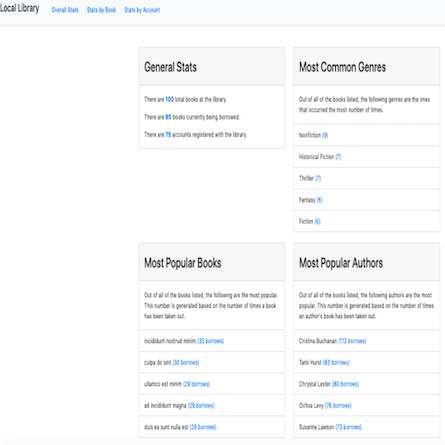 Local Library Overall Stats Stats by Book Stats by Account
General Stats
There are 100 total books at the library.
There are 65 books currently being borrowed.
There are 75 accounts registered with the library.
Most Common Genres
Out of all of the books listed, the following genres are the ones
that occurred the most number of times.
Nonfiction (9)
Historical Fiction (7)
Thriller (7)
Fantasy (6)
Fiction (6)
Most Popular Books
Out of all of the books listed, the following are the most popular.
This number is generated based on the number of times a book
has been taken out.
incididunt nostrud minim (30 borrows)
culpa do sint (30 borrows)
ullamco est minim (29 borrows)
ad incididunt magna (29 borrows)
duis ea sunt nulla est (29 borrows)
Most Popular Authors
Out of all of the books listed, the following authors are the most
popular. This number is generated based on the number of times
an author's book has been taken out.
Cristina Buchanan (112 borrows)
Tami Hurst (83 borrows)
Chrystal Lester (80 borrows)
Ochoa Levy (76 borrows)
Susanne Lawson (73 borrows)